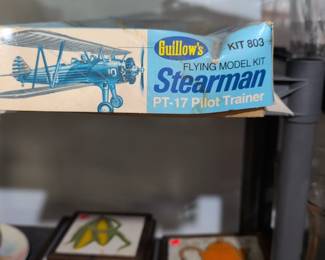 Guillow's
KIT 803
FLYING MODEL KIT
Stearman
PT-17 Pilot Trainer